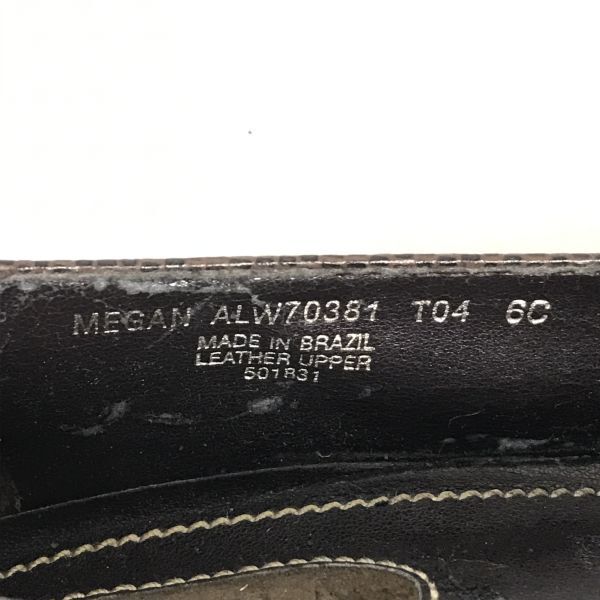 MEGAN ALW70381 T04 6C
MADE IN BRAZIL
LEATHER UPPER
501831